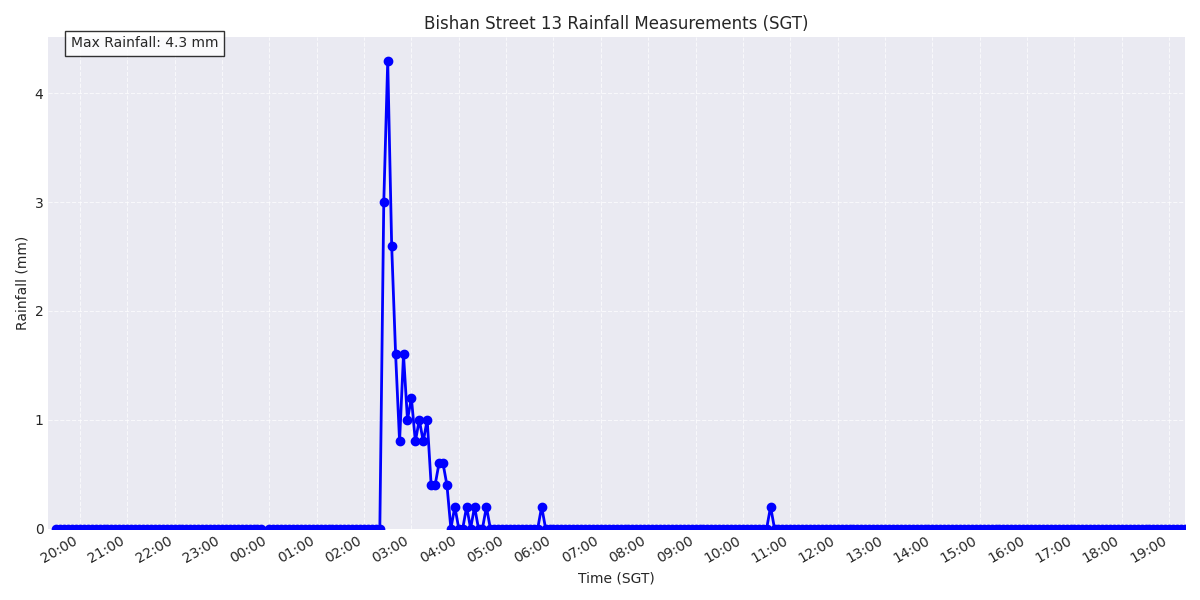 Bishan Street 13 Rainfall Measurements (SGT)
Max Rainfall: 4.3 mm
Rainfall (mm)
4
3
2
1
0
20:00 21:00 22:00 23:00 00:00 01:00 02:00 03:00 04:00 05:00 06:00 07:00 08:00 09:00 10:00 11:00 12:00 13:00 14:00 15:00 16:00 17:00 18:00 19:00
Time (SGT)